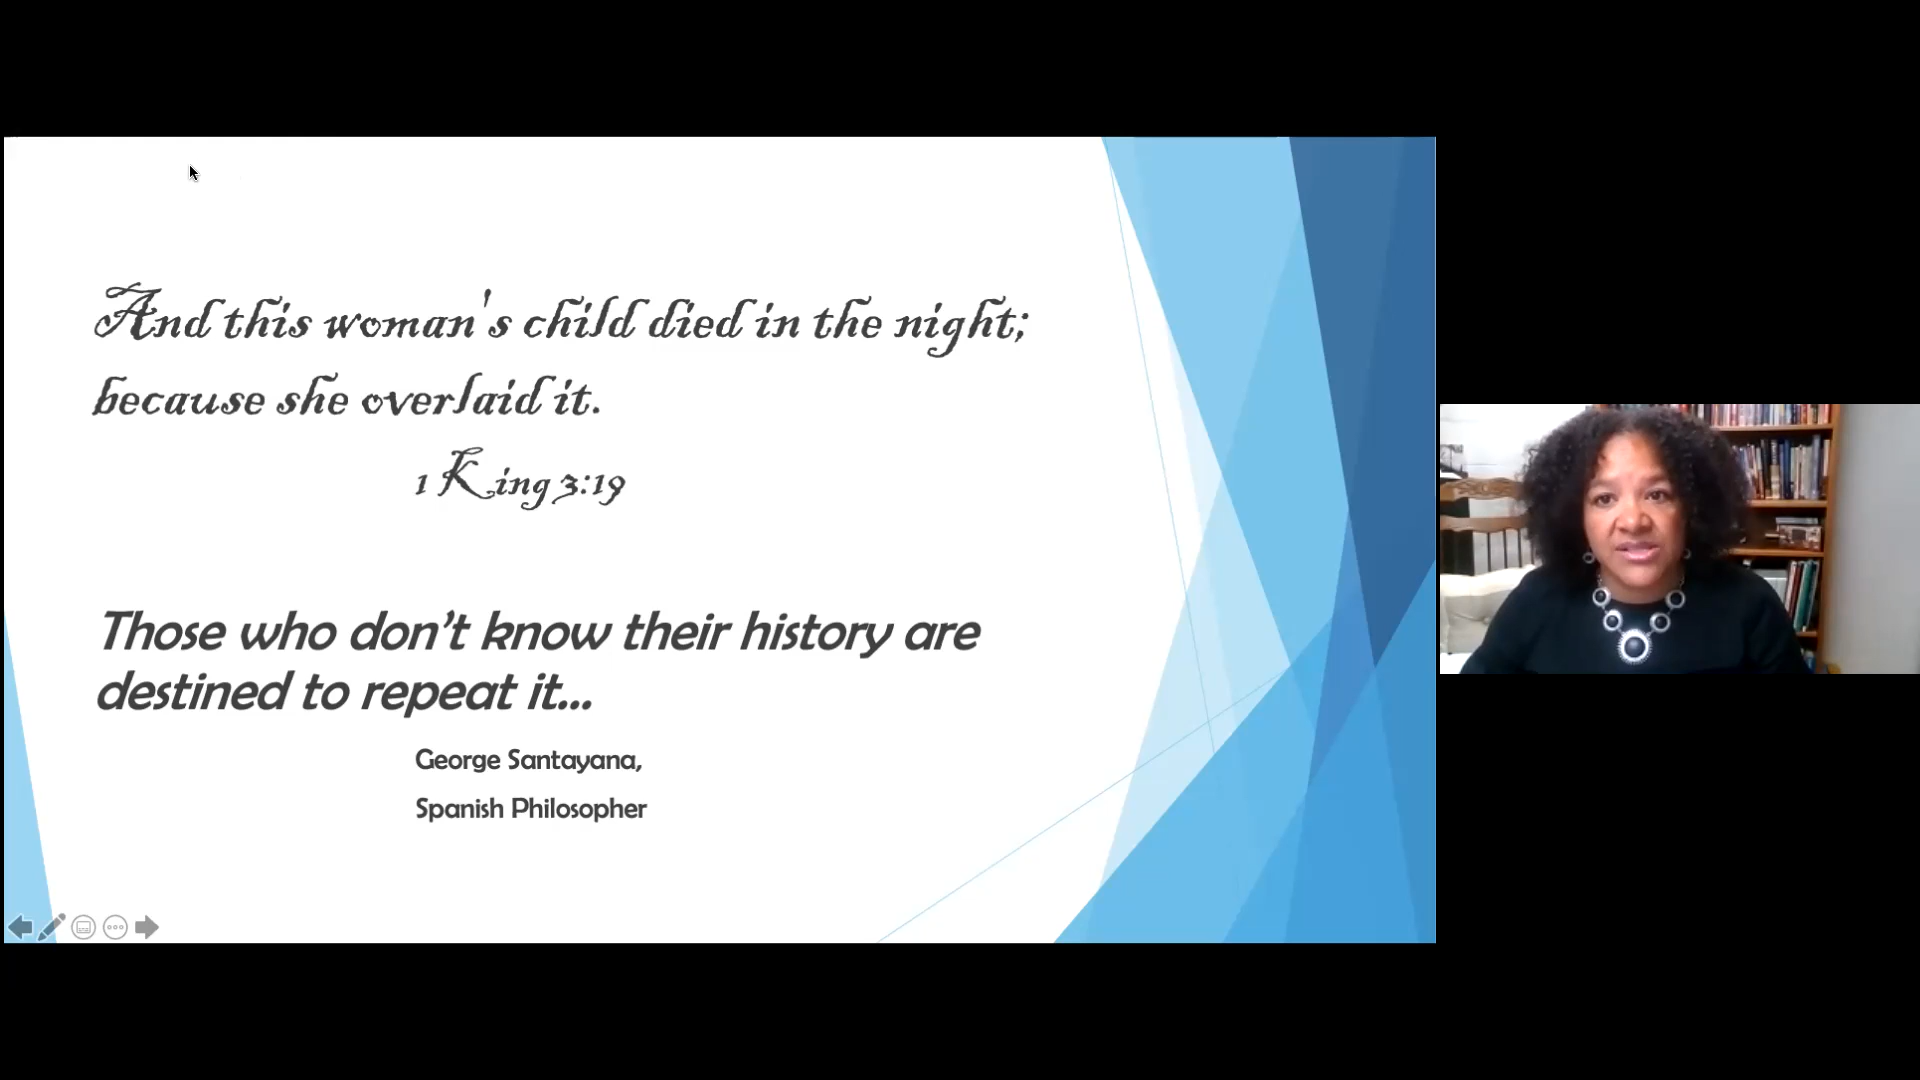 And this woman's child died in the night;
because she overlaid it.
1 King 3:19
Those who don't know their history are
destined to repeat it...
George Santayana,
Spanish Philosopher